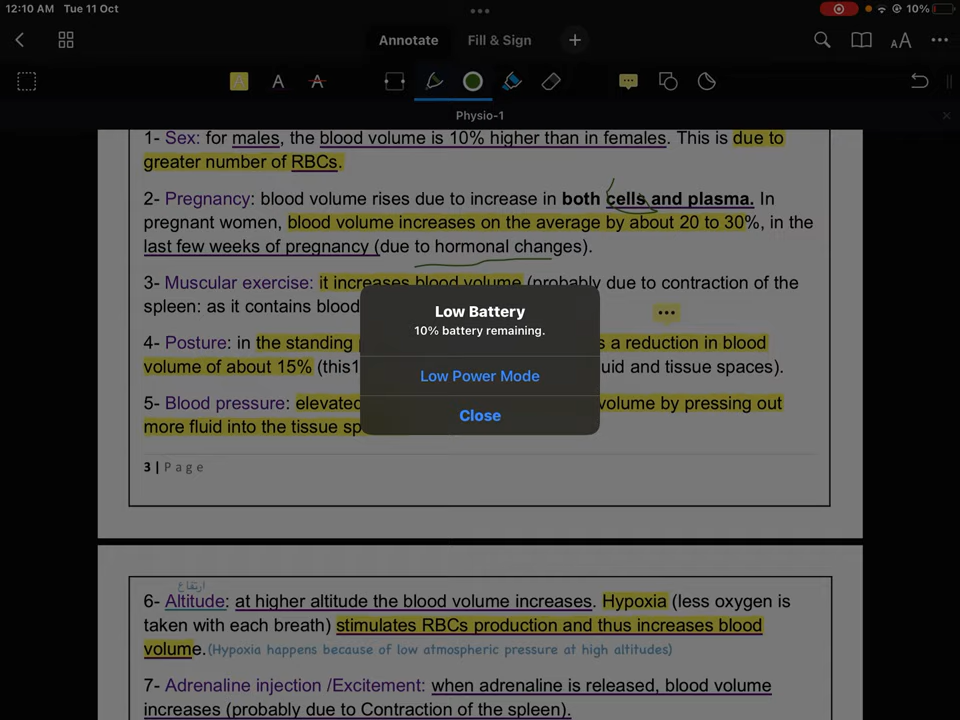 12:10 AM Tue 11 Oct
10%
Annotate
Fill & Sign
AA
A
A
A
Physio-1
1- Sex: for males, the blood volume is 10% higher than in females. This is due to
greater number of RBCs.
2- Pregnancy: blood volume rises due to increase in both cells and plasma. In
pregnant women, blood volume increases on the average by about 20 to 30%, in the
last few weeks of pregnancy (due to hormonal changes).
3- Muscular exercise: it increases blood volume (probably due to contraction of the
spleen: as it contains blood
4- Posture: in the standing s a reduction in blood
volume of about 15% (this1 uid and tissue spaces).
5- Blood pressure: elevated volume by pressing out
more fluid into the tissue sp
Low Battery
10% battery remaining.
Low Power Mode
Close
3 | Page
ارتفاع
6- Altitude: at higher altitude the blood volume increases. Hypoxia (less oxygen is
taken with each breath) stimulates RBCs production and thus increases blood
volume. (Hypoxia happens because of low atmospheric pressure at high altitudes)
7- Adrenaline injection /Excitement: when adrenaline is released, blood volume
increases (probably due to Contraction of the spleen).